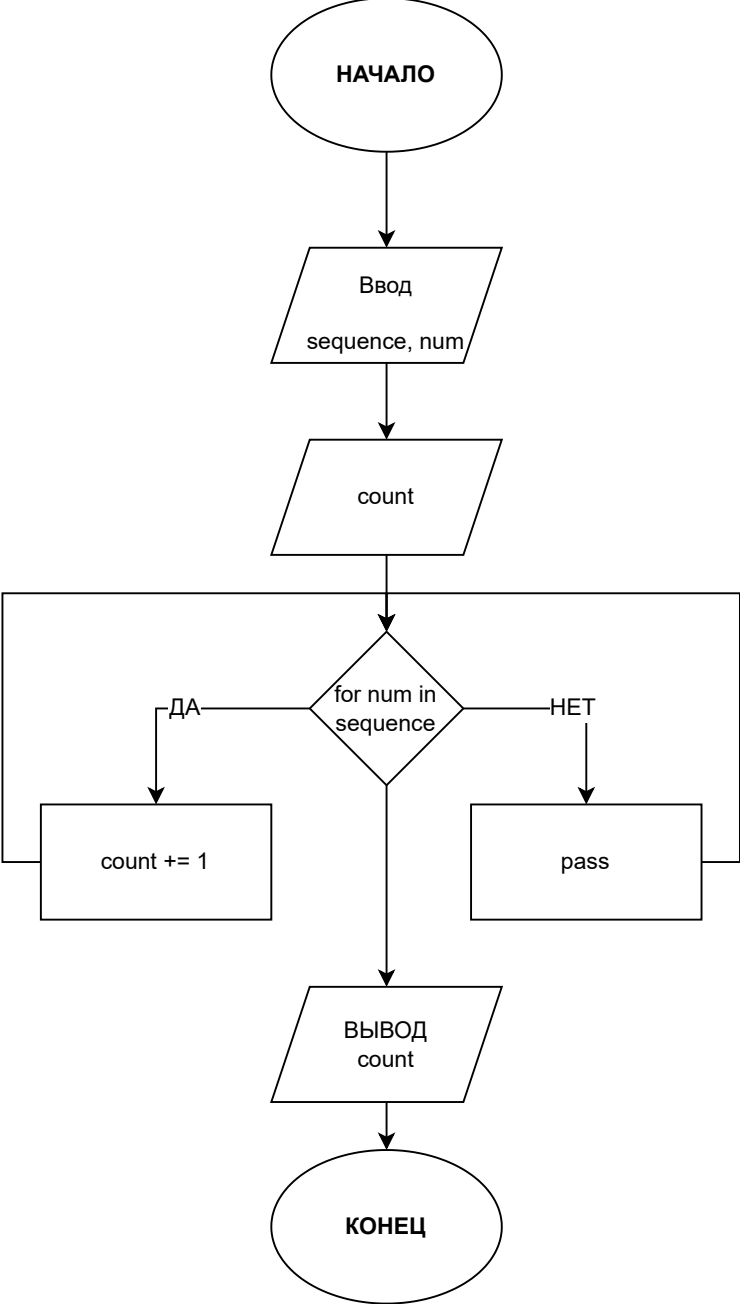 НАЧАЛО
Ввод
sequence, num
count
for num in
sequence
ДА
НЕТ
count += 1
pass
ВЫВОД
count
КОНЕЦ